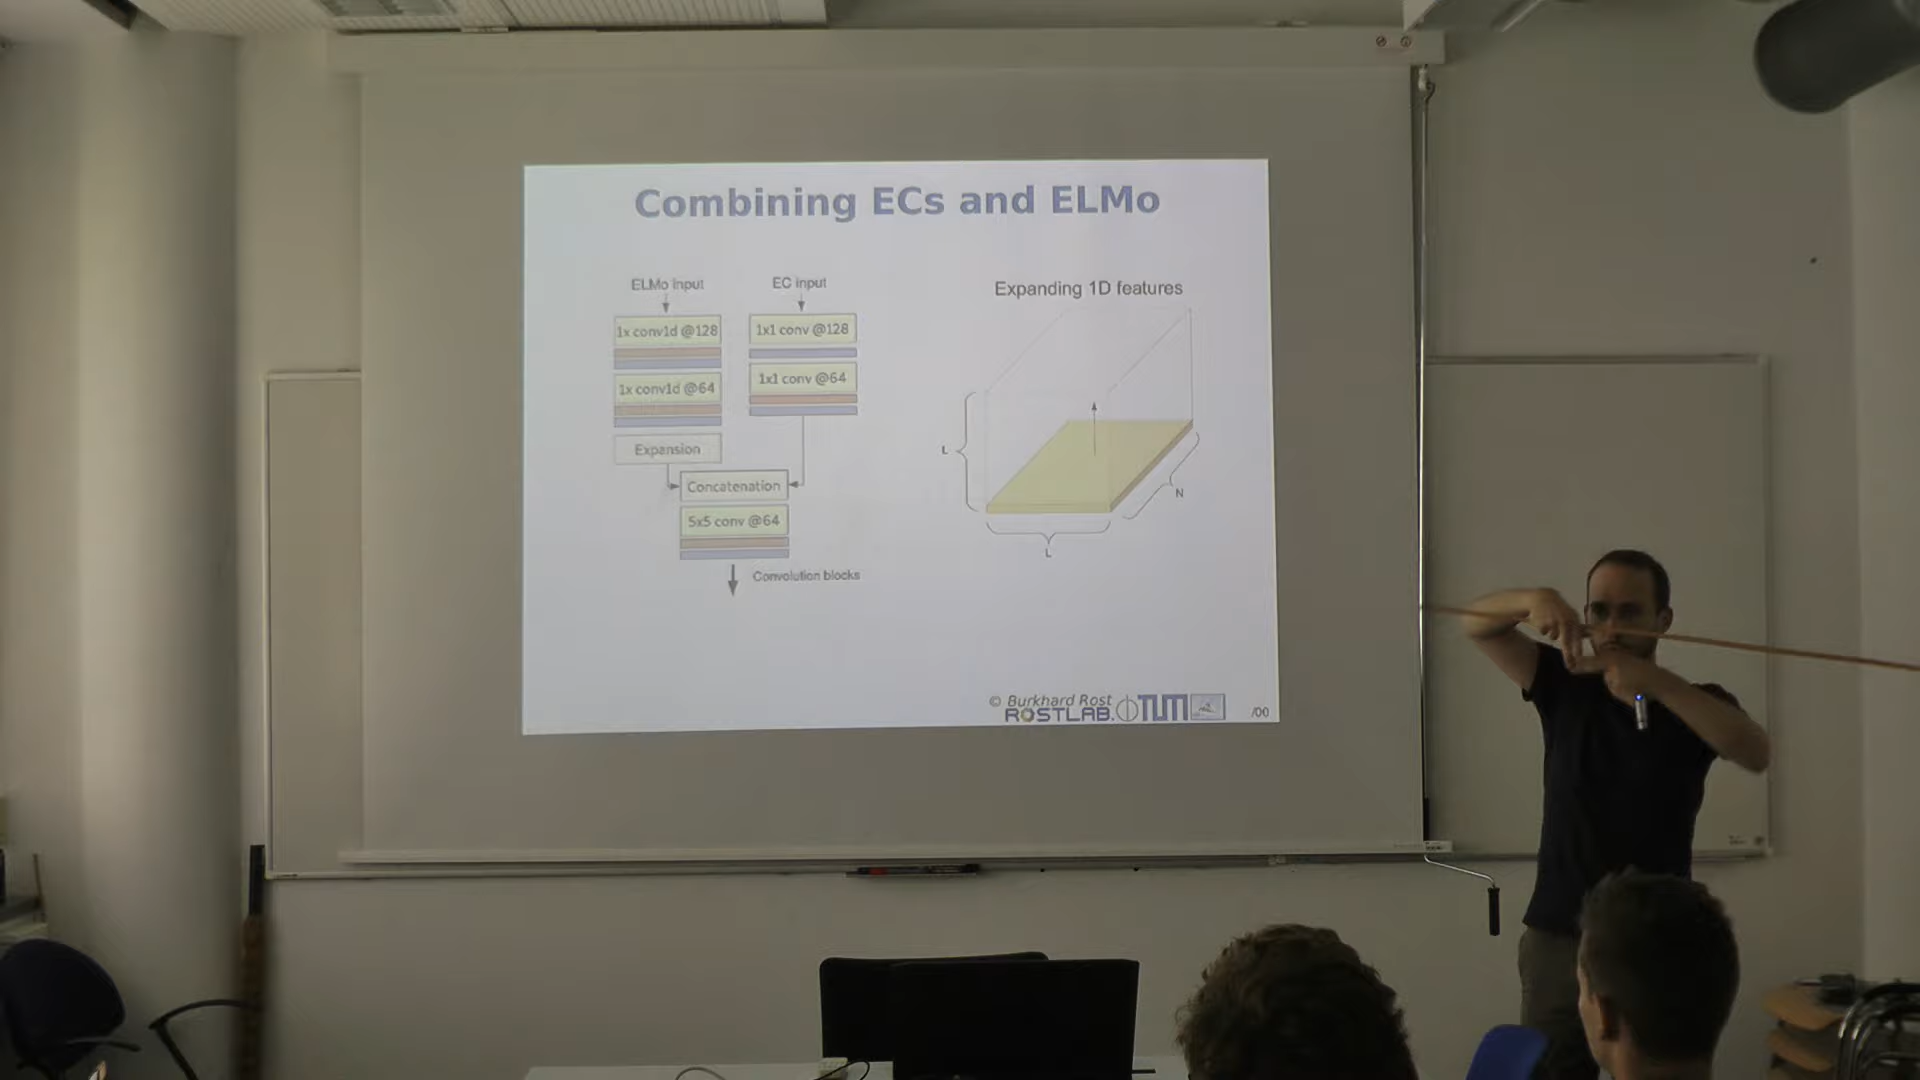 Combining ECs and ELMo
ELMo input
EC input
1x conv1d @128
1x1 conv @128
1x conv1d @64
1x1 conv @64
Expansion
Concatenation
5x5 conv @64
Convolution blocks
Expanding 1D features
L
N
L
© Burkhard Rost
ROSTLAB.
TUM
/00